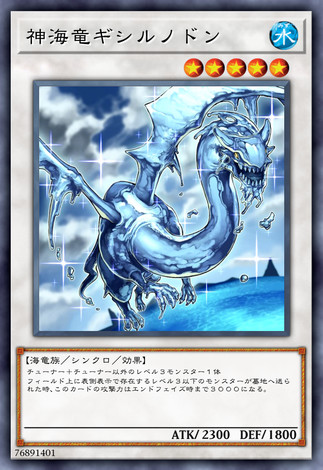 神海竜ギシルノドン
水
【海竜族／シンクロ／効果】
チューナー＋チューナー以外のレベル３モンスター１体
フィールド上に表側表示で存在するレベル３以下のモンスターが墓地へ送ら
れた時、このカードの攻撃力はエンドフェイズ時まで３０００になる。
ATK/ 2300 DEF/1800
76891401